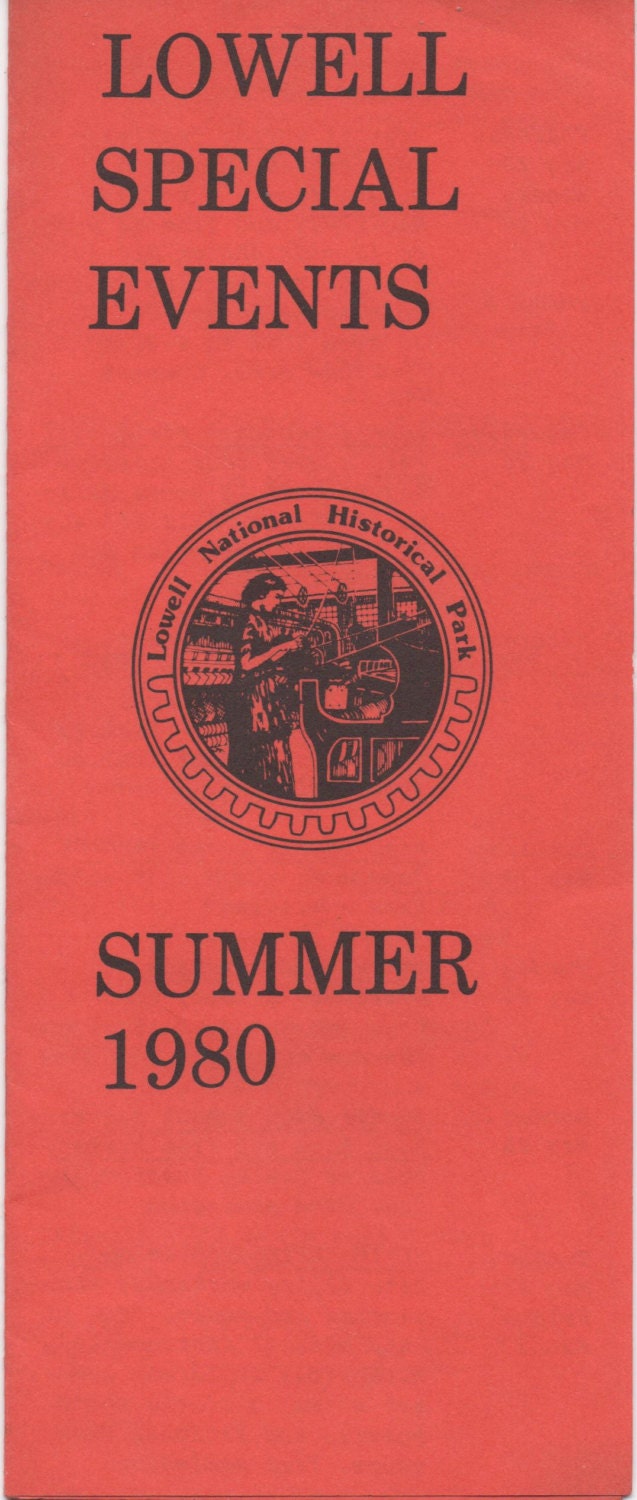 LOWELL
SPECIAL
EVENTS
Lowell National Historical Park
SUMMER
1980